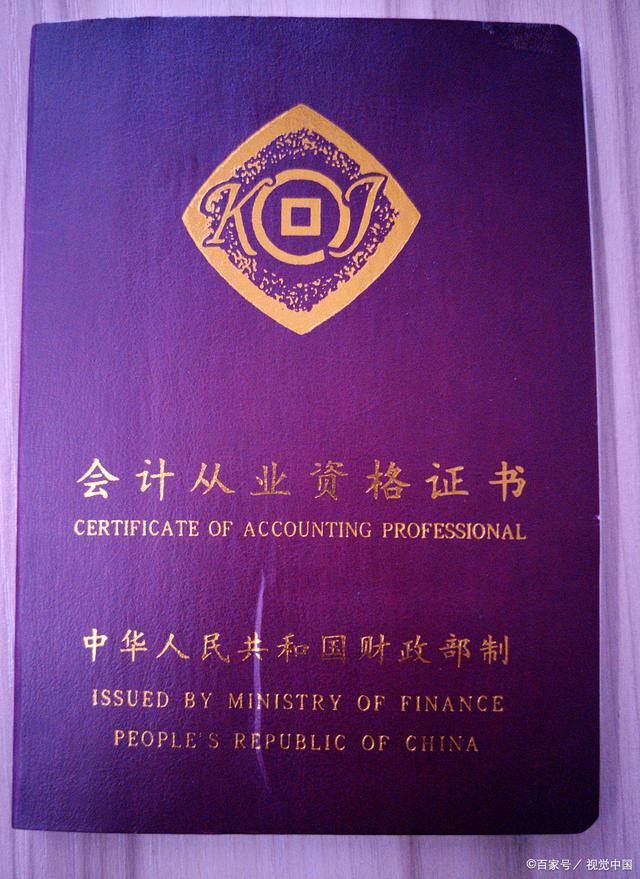 KJ
会计从业资格证书
CERTIFICATE OF ACCOUNTING PROFESSIONAL
中华人民共和国财政部制
ISSUED BY MINISTRY OF FINANCE
PEOPLE'S REPUBLIC OF CHINA
©百家号／视觉中国